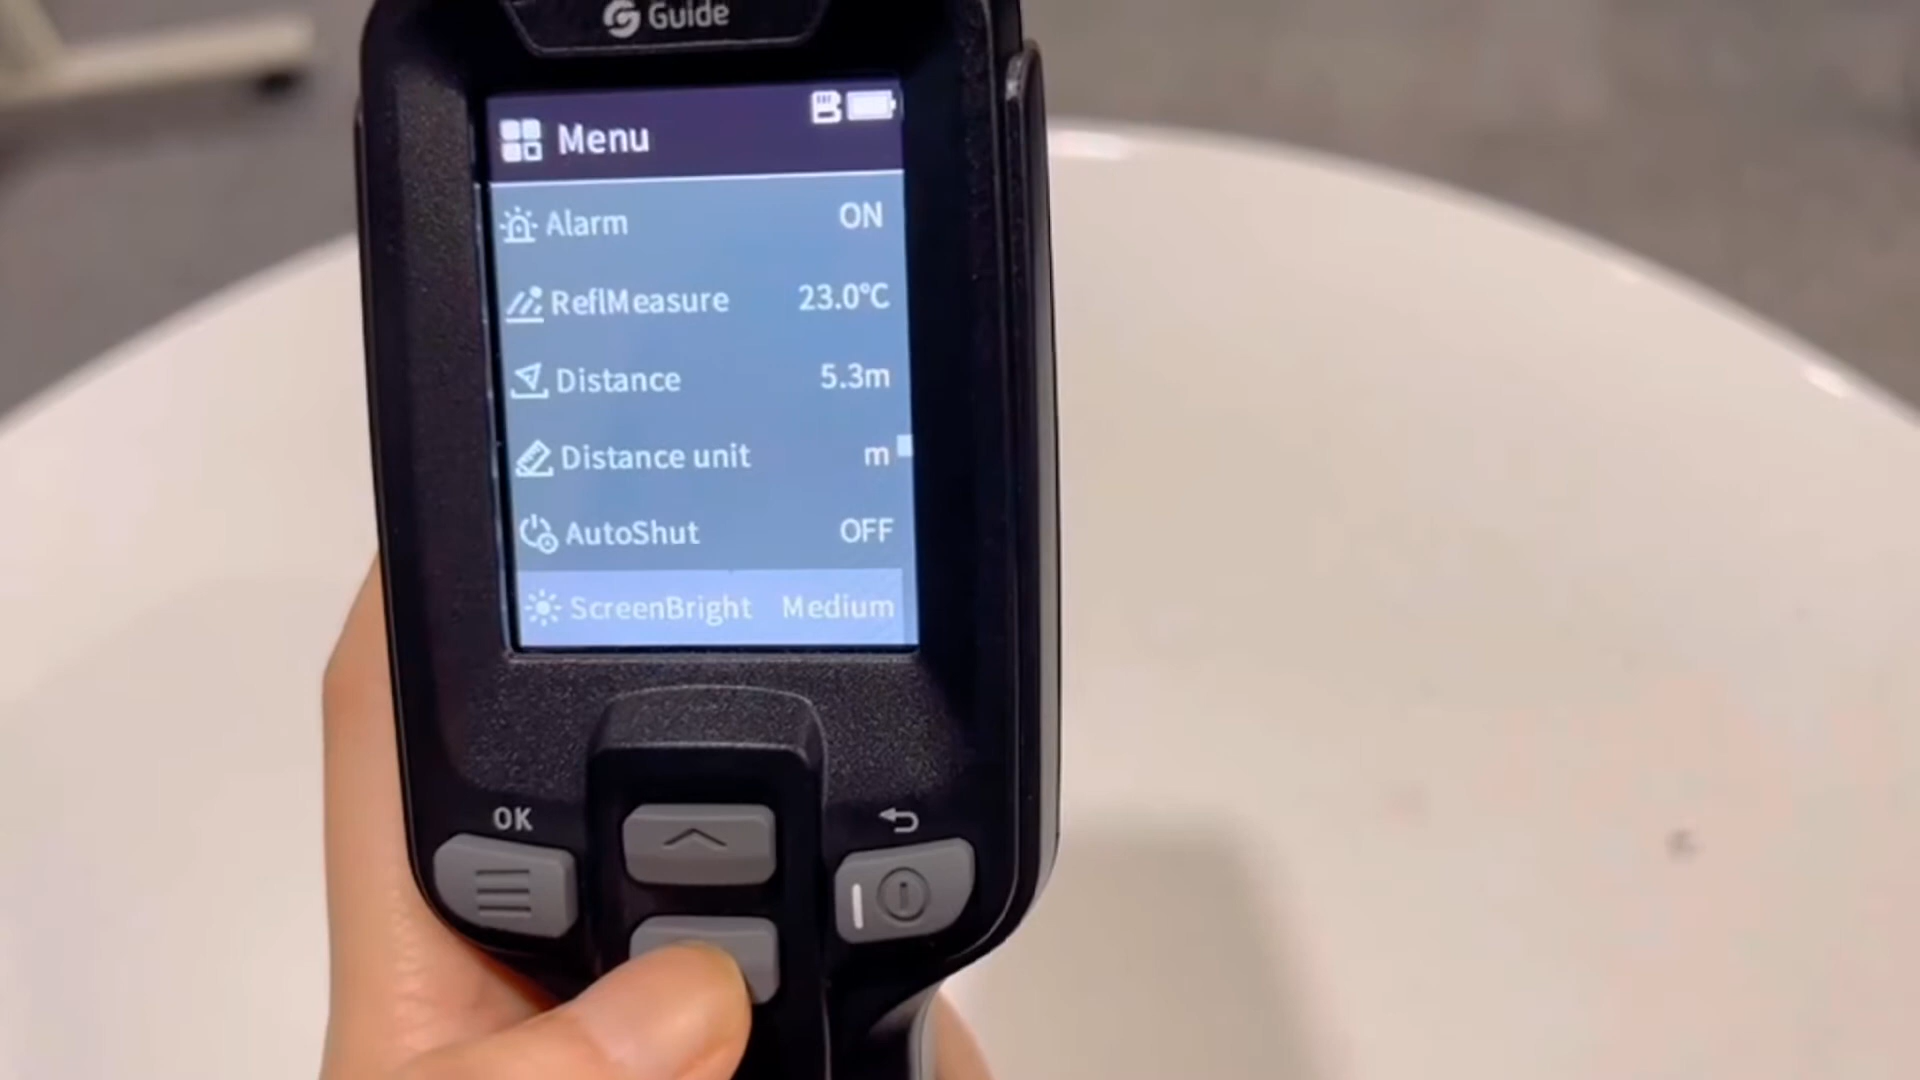 Guide
Menu
Alarm ON
ReflMeasure 23.0°C
Distance 5.3m
Distance unit m
AutoShut OFF
ScreenBright Medium
OK